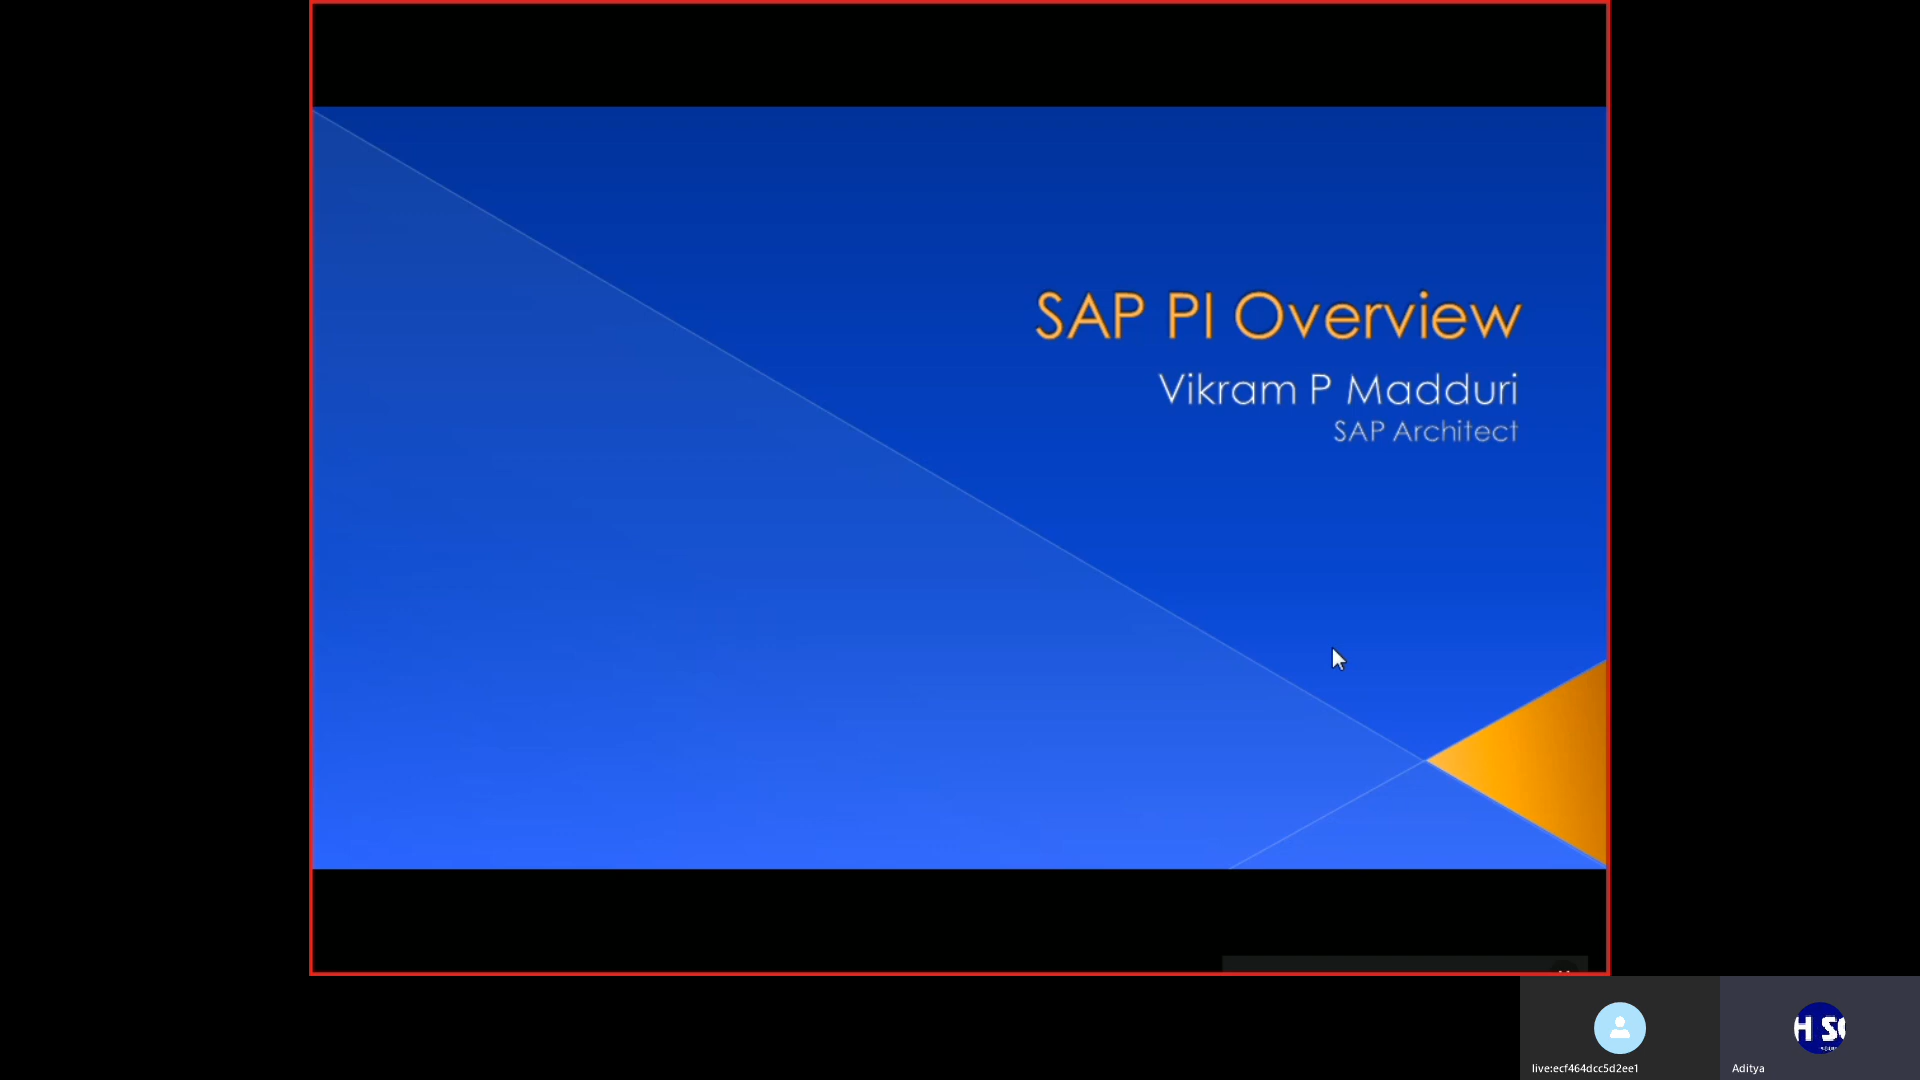 SAP PI Overview
Vikram P Madduri
SAP Architect
live:ecf464dcc5d2ee1
Aditya